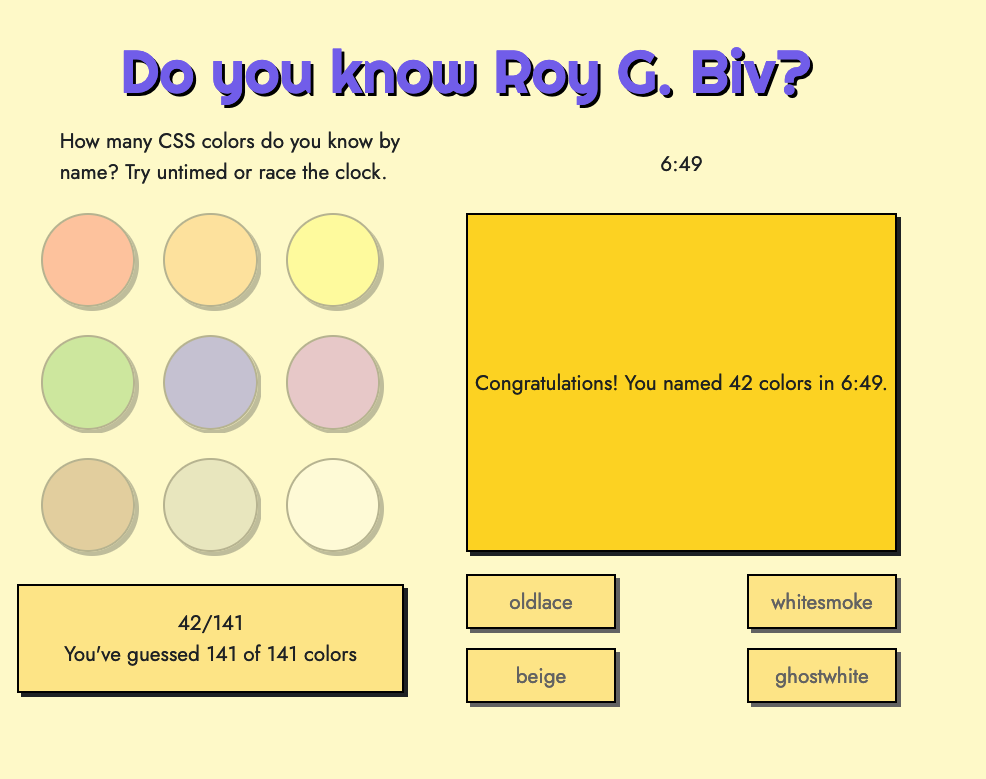 Do you know Roy G. Biv?
How many CSS colors do you know by
name? Try untimed or race the clock.
6:49
Congratulations! You named 42 colors in 6:49.
42/141
You've guessed 141 of 141 colors
oldlace
whitesmoke
beige
ghostwhite